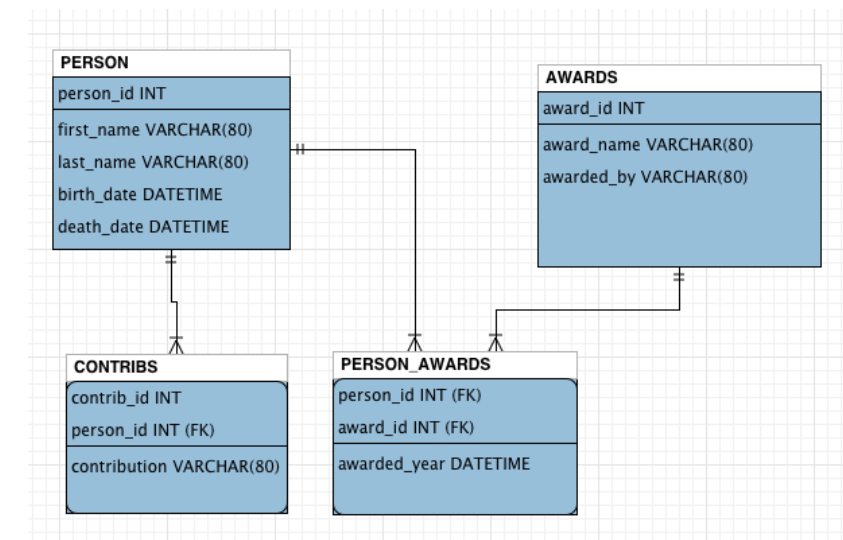 PERSON
person_id INT
first_name VARCHAR(80)
last_name VARCHAR(80)
birth_date DATETIME
death_date DATETIME
AWARDS
award_id INT
award_name VARCHAR(80)
awarded_by VARCHAR(80)
CONTRIBS
contrib_id INT
person_id INT (FK)
contribution VARCHAR(80)
PERSON_AWARDS
person_id INT (FK)
award_id INT (FK)
awarded_year DATETIME